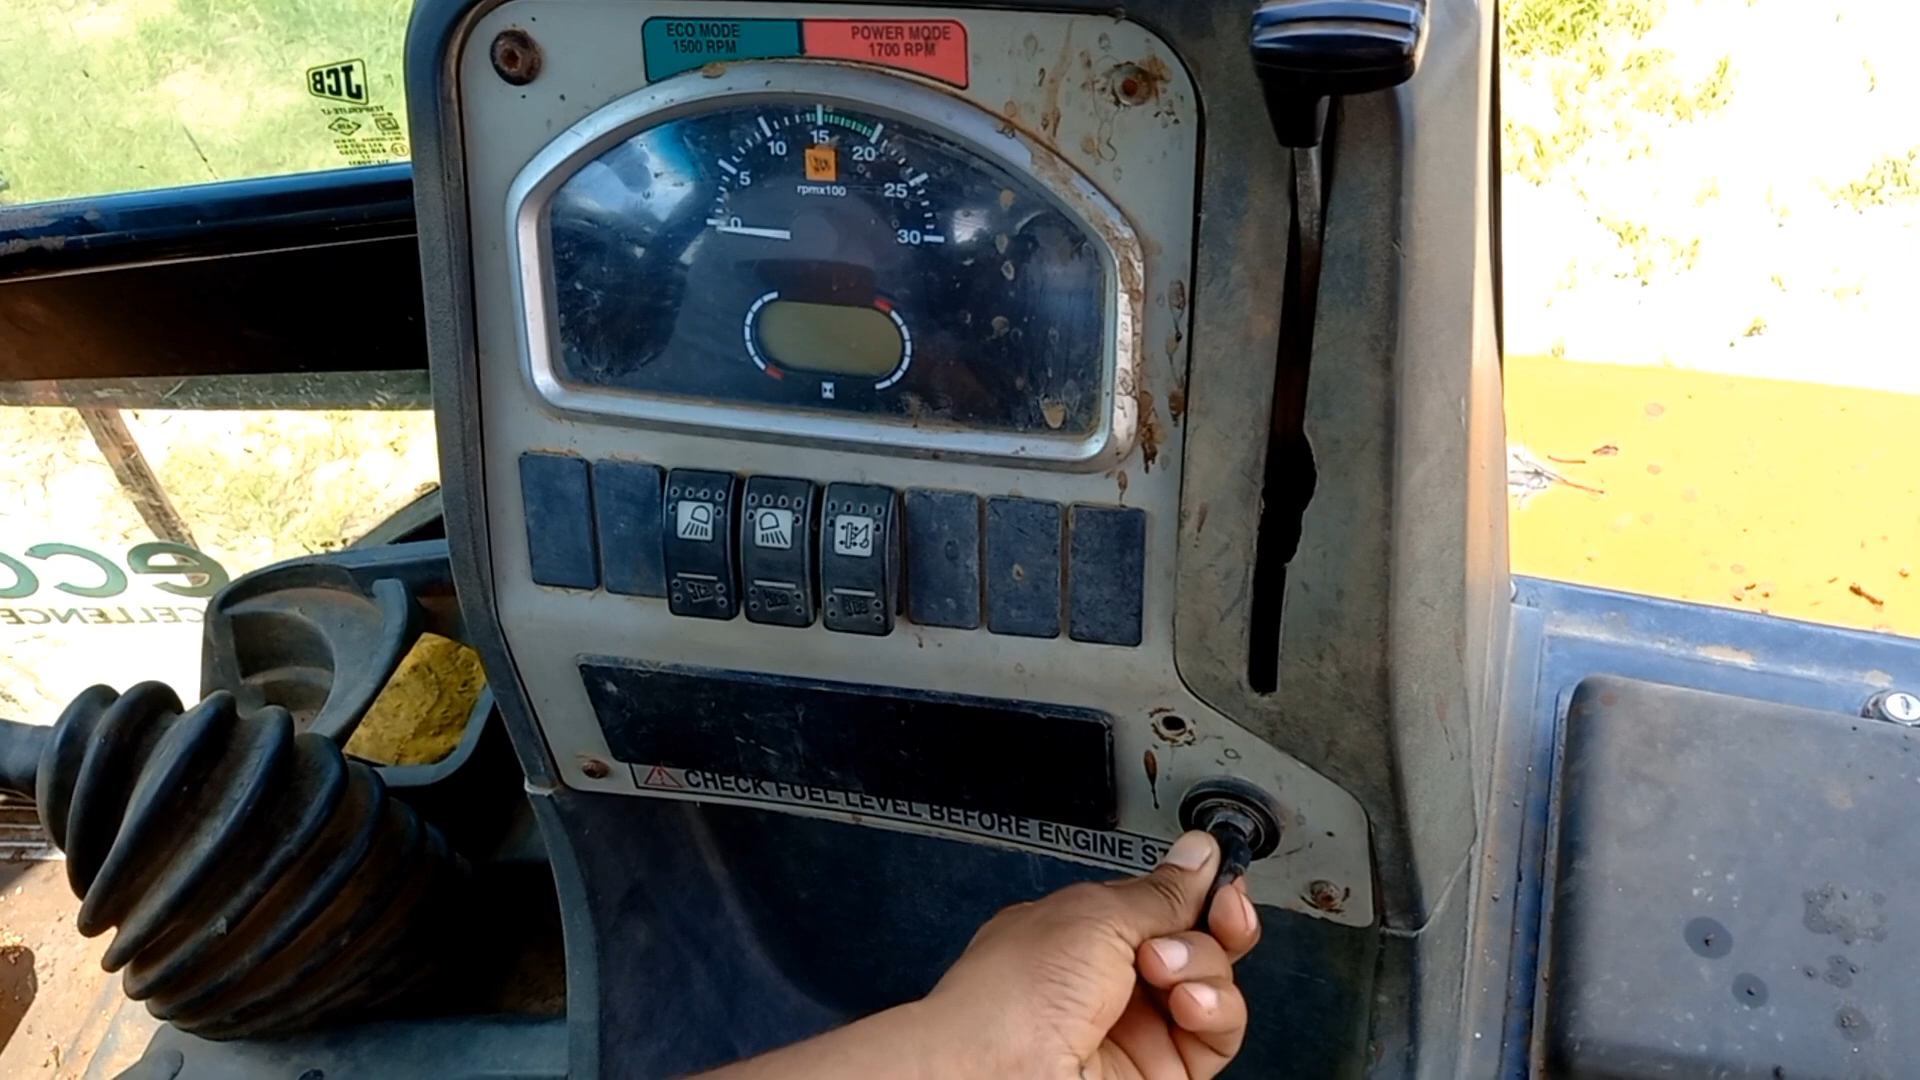 ECO MODE
1500 RPM
POWER MODE
1700 RPM
JCB
0
5
10
15
20
25
30
rpmx100
CHECK FUEL LEVEL BEFORE ENGINE
eco